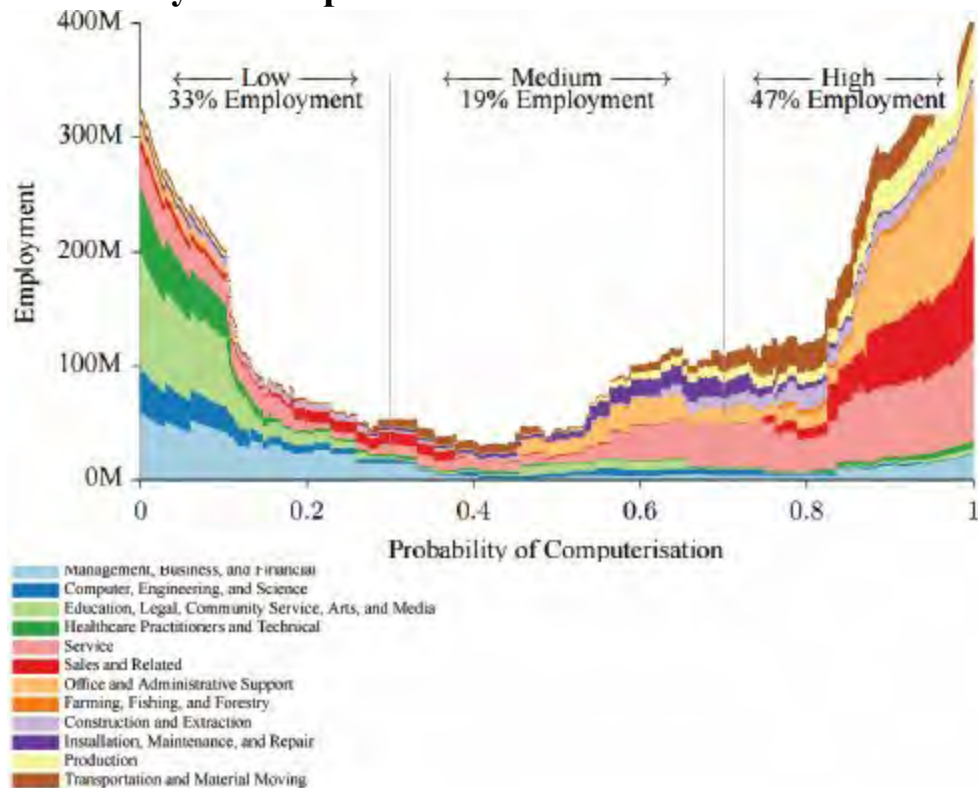 400M
Low
33% Employment
Medium
19% Employment
High
47% Employment
300M
200M
100M
0M
Employment
0
0.2
0.4
0.6
0.8
1
Probability of Computerisation
Management, Business, and Financial
Computer, Engineering, and Science
Education, Legal, Community Service, Arts, and Media
Healthcare Practitioners and Technical
Service
Sales and Related
Office and Administrative Support
Farming, Fishing, and Forestry
Construction and Extraction
Installation, Maintenance, and Repair
Production
Transportation and Material Moving